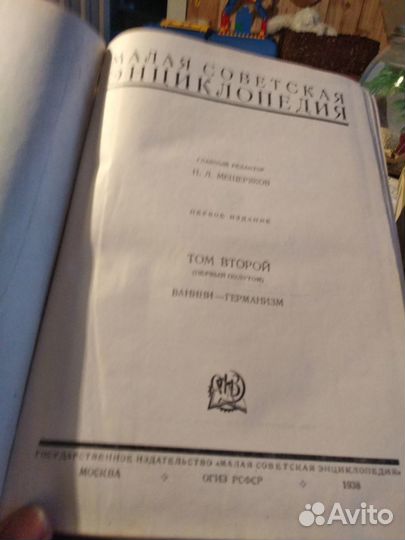 МАЛАЯ СОВЕТСКАЯ
ЭНЦИКЛОПЕДИЯ
ГЛАВНЫЙ РЕДАКТОР
Н. Л. МЕЩЕРЯКОВ
ПЕРВОЕ ИЗДАНИЕ
ТОМ ВТОРОЙ
(ПЕРВЫЙ ПОЛУТОМ)
ВАНИНИ—ГЕРМАНИЗМ
ГОСУДАРСТВЕННОЕ ИЗДАТЕЛЬСТВО «МАЛАЯ СОВЕТСКАЯ ЭНЦИКЛОПЕДИЯ»
МОСКВА ОГИЗ РСФСР 1938
Avito